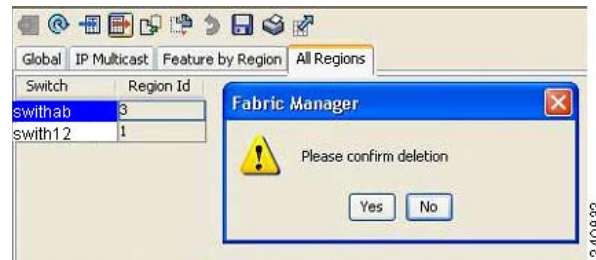 Global IP Multicast Feature by Region All Regions
Switch Region Id
swithab 3
swith12 1
Fabric Manager
Please confirm deletion
Yes No
240832